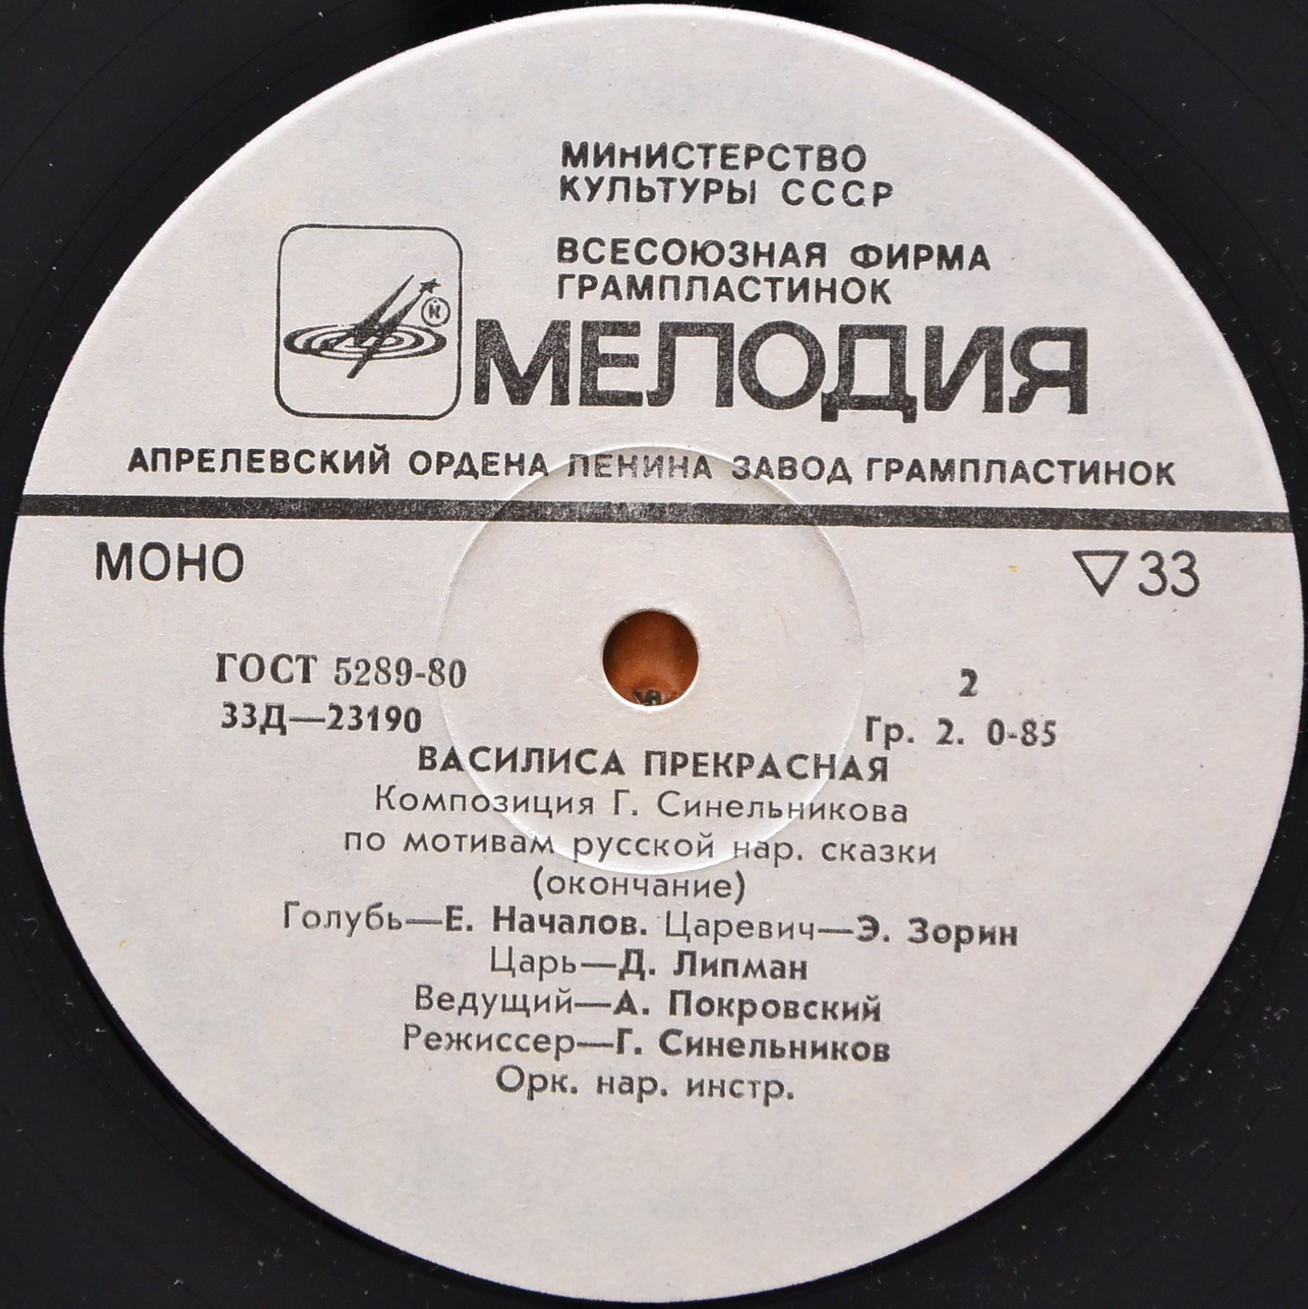 МИНИСТЕРСТВО
КУЛЬТУРЫ СССР
ВСЕСОЮЗНАЯ ФИРМА
ГРАМПЛАСТИНОК
МЕЛОДИЯ
АПРЕЛЕВСКИЙ ОРДЕНА ЛЕНИНА ЗАВОД ГРАМПЛАСТИНОК
МОНО
▽33
ГОСТ 5289-80
33Д—23190
2
Гр. 2. 0-85
ВАСИЛИСА ПРЕКРАСНАЯ
Композиция Г. Синельникова
по мотивам русской нар. сказки
(окончание)
Голубь—Е. Началов. Царевич—Э. Зорин
Царь—Д. Липман
Ведущий—А. Покровский
Режиссер—Г. Синельников
Орк. нар. инстр.